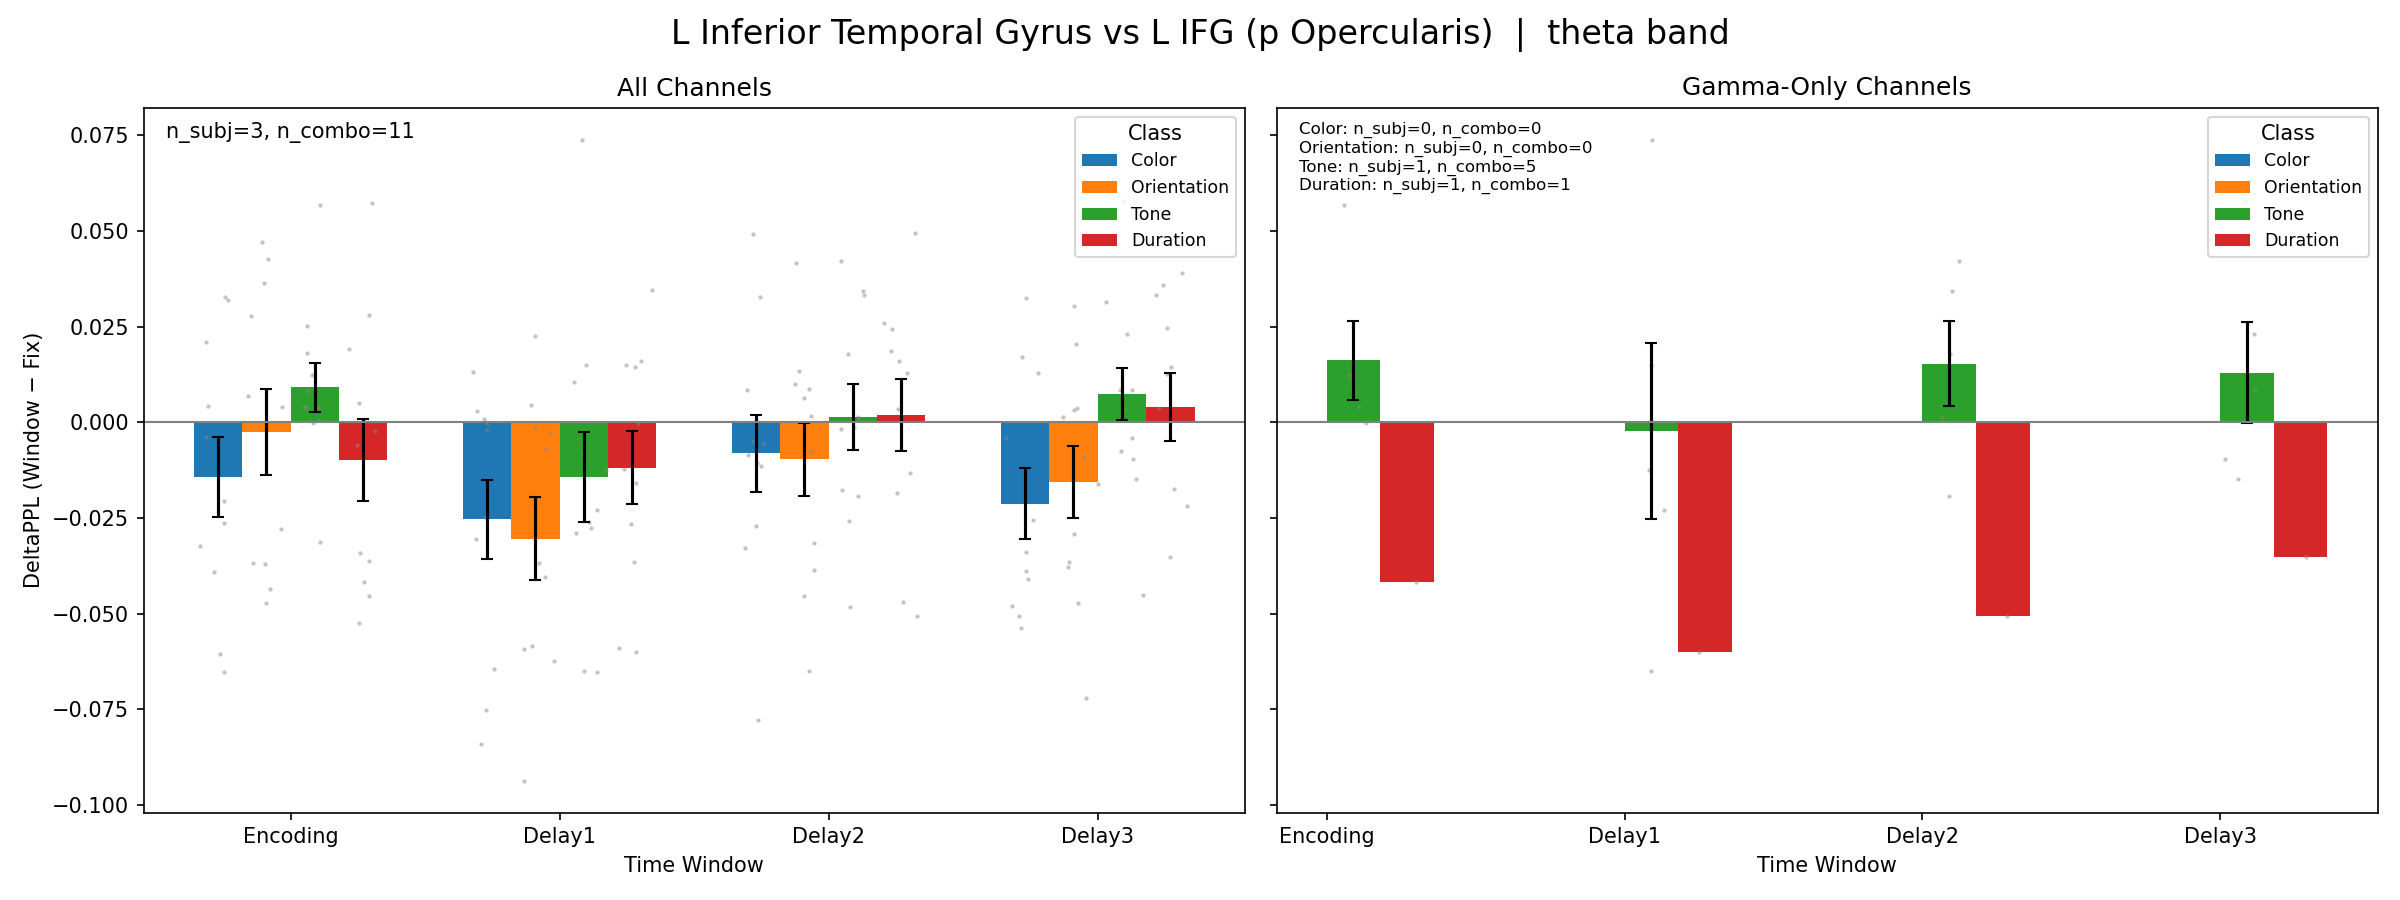 L Inferior Temporal Gyrus vs L IFG (p Opercularis)  |  theta band
All Channels
n_subj=3, n_combo=11
Class
Color
Orientation
Tone
Duration
0.075
0.050
0.025
0.000
−0.025
−0.050
−0.075
−0.100
DeltaPPL (Window − Fix)
Encoding
Delay1
Delay2
Delay3
Time Window
Gamma-Only Channels
Color: n_subj=0, n_combo=0
Orientation: n_subj=0, n_combo=0
Tone: n_subj=1, n_combo=5
Duration: n_subj=1, n_combo=1
Class
Color
Orientation
Tone
Duration
Encoding
Delay1
Delay2
Delay3
Time Window